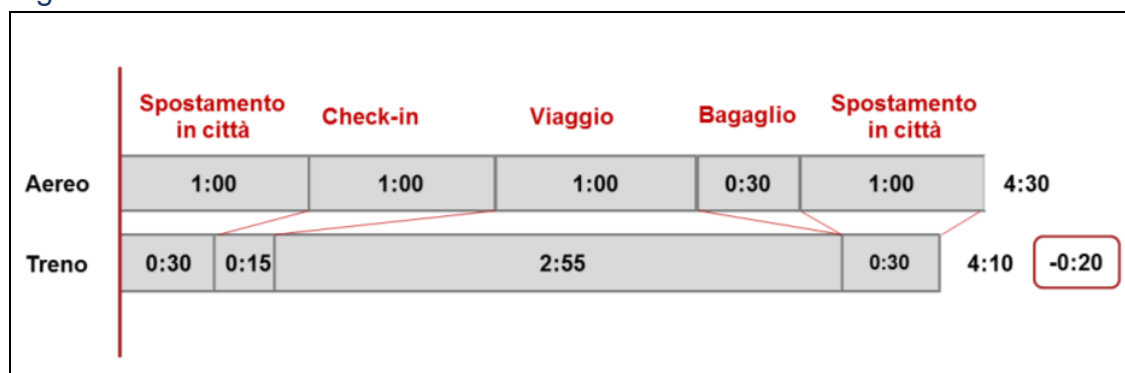 Spostamento
in città
Check-in
Viaggio
Bagaglio
Spostamento
in città
Aereo 1:00 1:00 1:00 0:30 1:00 4:30
Treno 0:30 0:15 2:55 0:30 4:10 -0:20